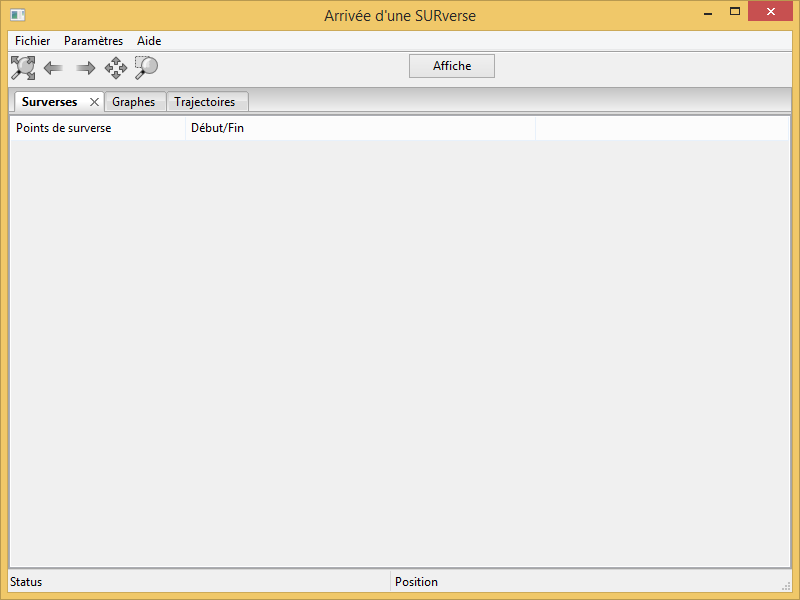 Arrivée d'une SURverse
Fichier Paramètres Aide
Affiche
Surverses Graphes Trajectoires
Points de surverse Début/Fin
Status Position